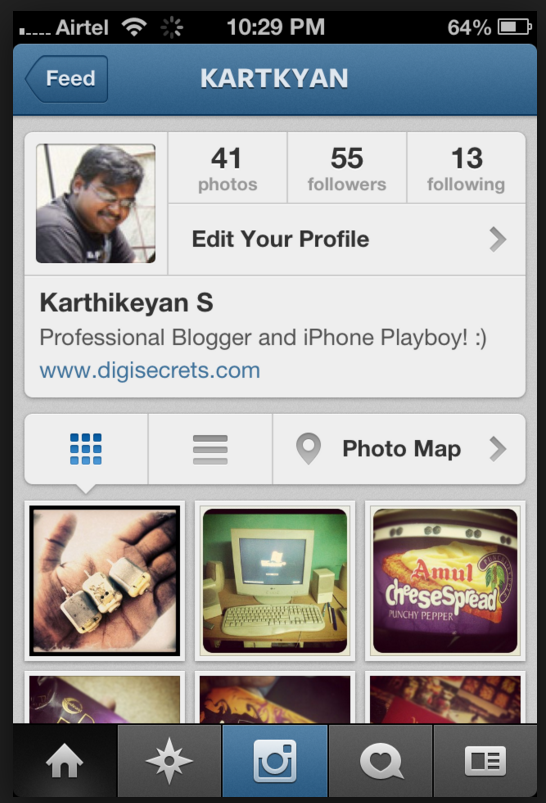 Airtel 10:29 PM 64%
Feed KARTKYAN
41 55 13
photos followers following
Edit Your Profile
Karthikeyan S
Professional Blogger and iPhone Playboy! :)
www.digisecrets.com
Photo Map
Amul
CheeseSpread
PUNCHY PEPPER